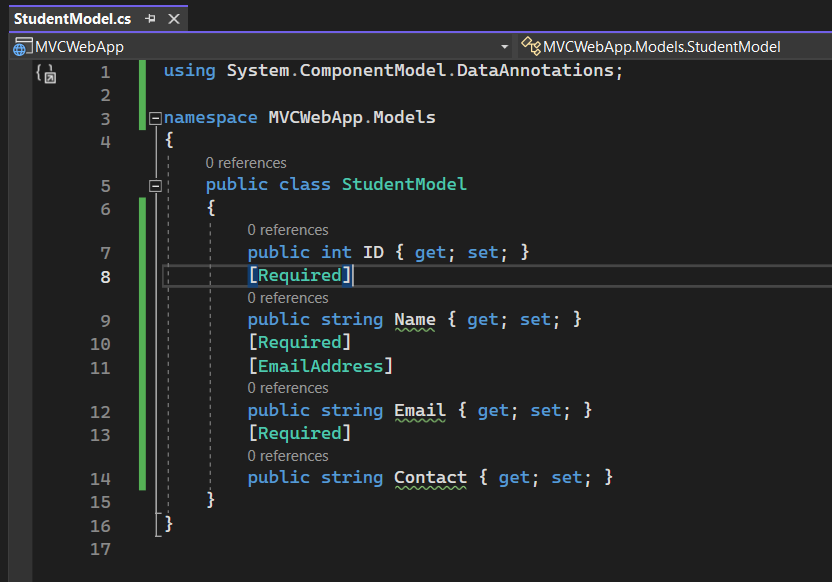 StudentModel.cs
MVCWebApp MVCWebApp.Models.StudentModel
1 using System.ComponentModel.DataAnnotations;
2
3 namespace MVCWebApp.Models
4 {
0 references
5 public class StudentModel
6 {
0 references
7 public int ID { get; set; }
8 [Required]
0 references
9 public string Name { get; set; }
10 [Required]
11 [EmailAddress]
0 references
12 public string Email { get; set; }
13 [Required]
0 references
14 public string Contact { get; set; }
15 }
16 }
17